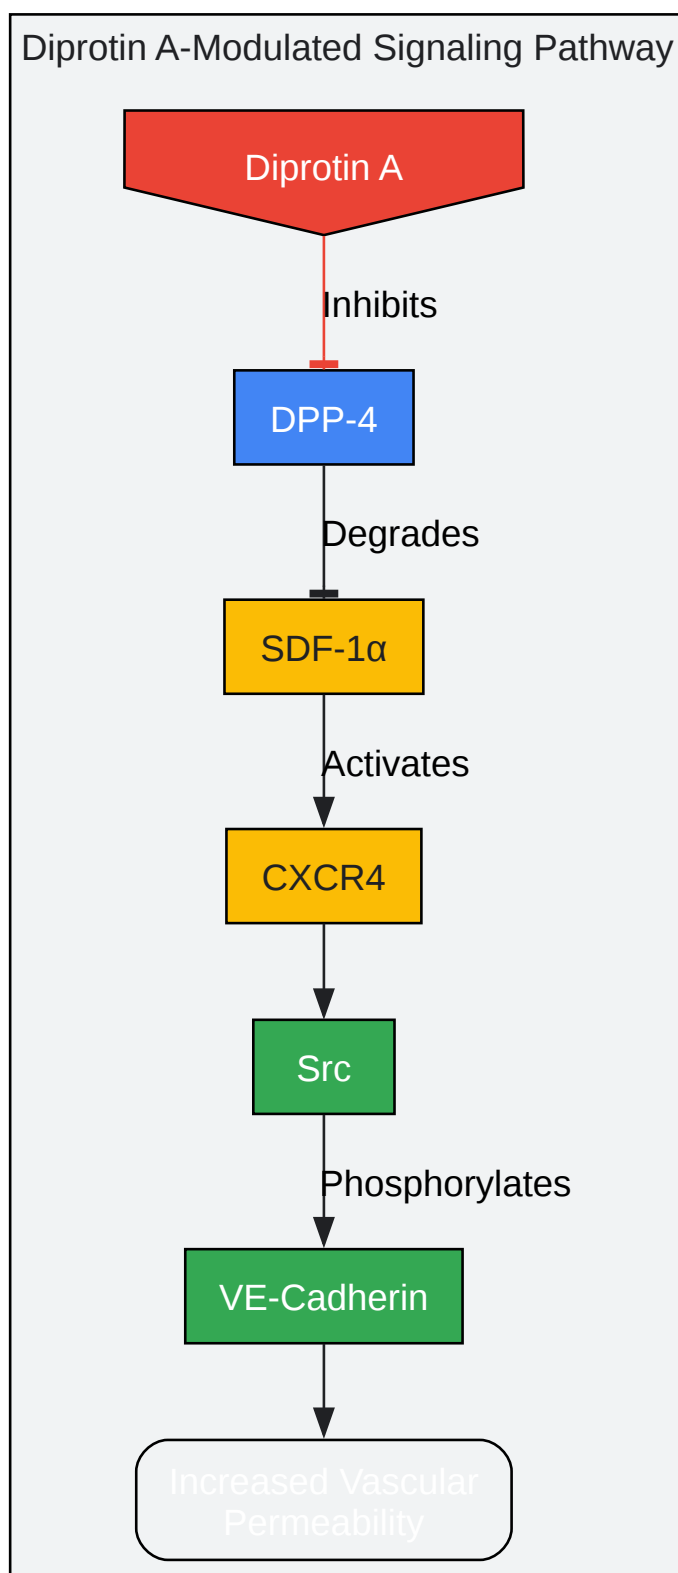 Diprotin A-Modulated Signaling Pathway
Diprotin A
Inhibits
DPP-4
Degrades
SDF-1α
Activates
CXCR4
Src
Phosphorylates
VE-Cadherin
Increased Vascular
Permeability